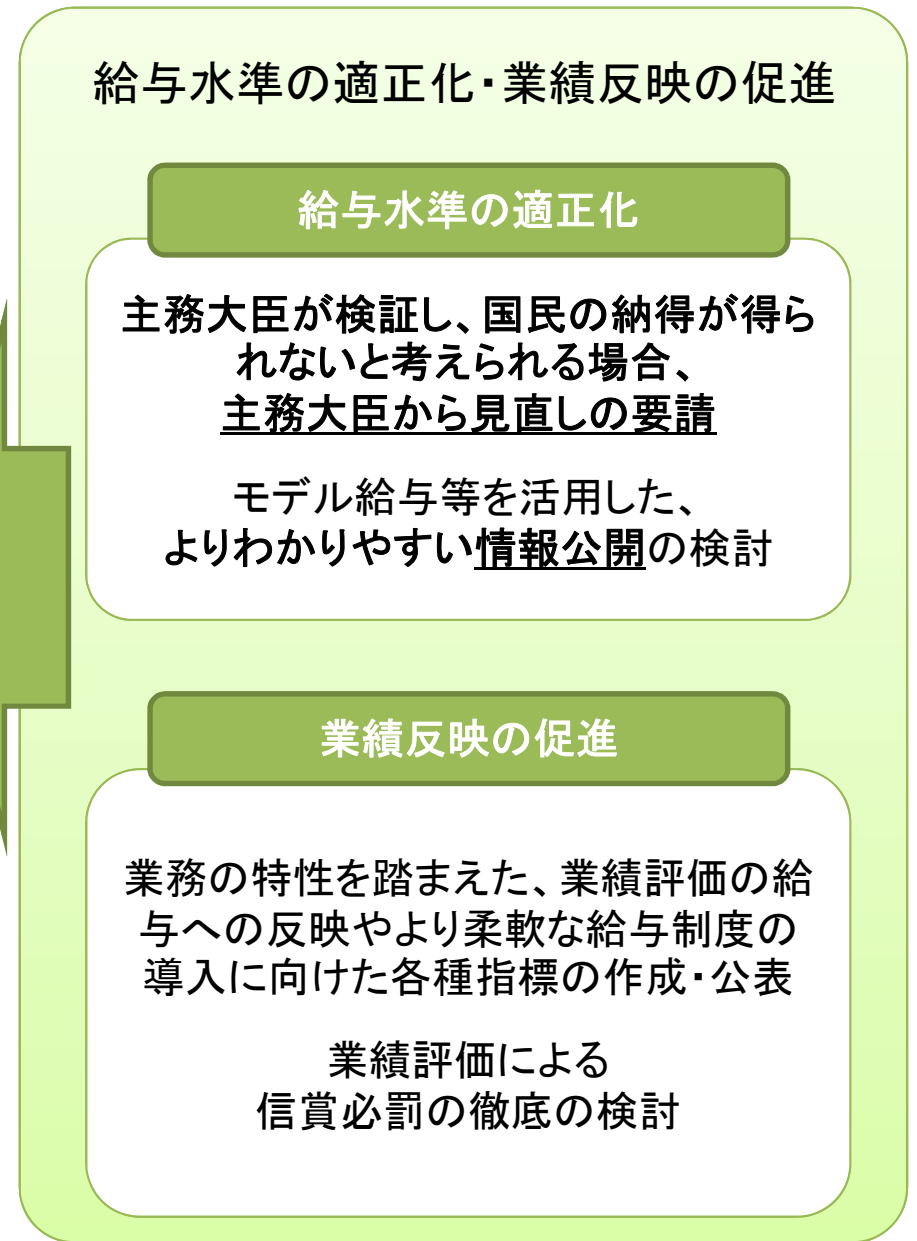 給与水準の適正化・業績反映の促進
給与水準の適正化
主務大臣が検証し、国民の納得が得ら
れないと考えられる場合、
主務大臣から見直しの要請
モデル給与等を活用した、
よりわかりやすい情報公開の検討
業績反映の促進
業務の特性を踏まえた、業績評価の給
与への反映やより柔軟な給与制度の
導入に向けた各種指標の作成・公表
業績評価による
信賞必罰の徹底の検討